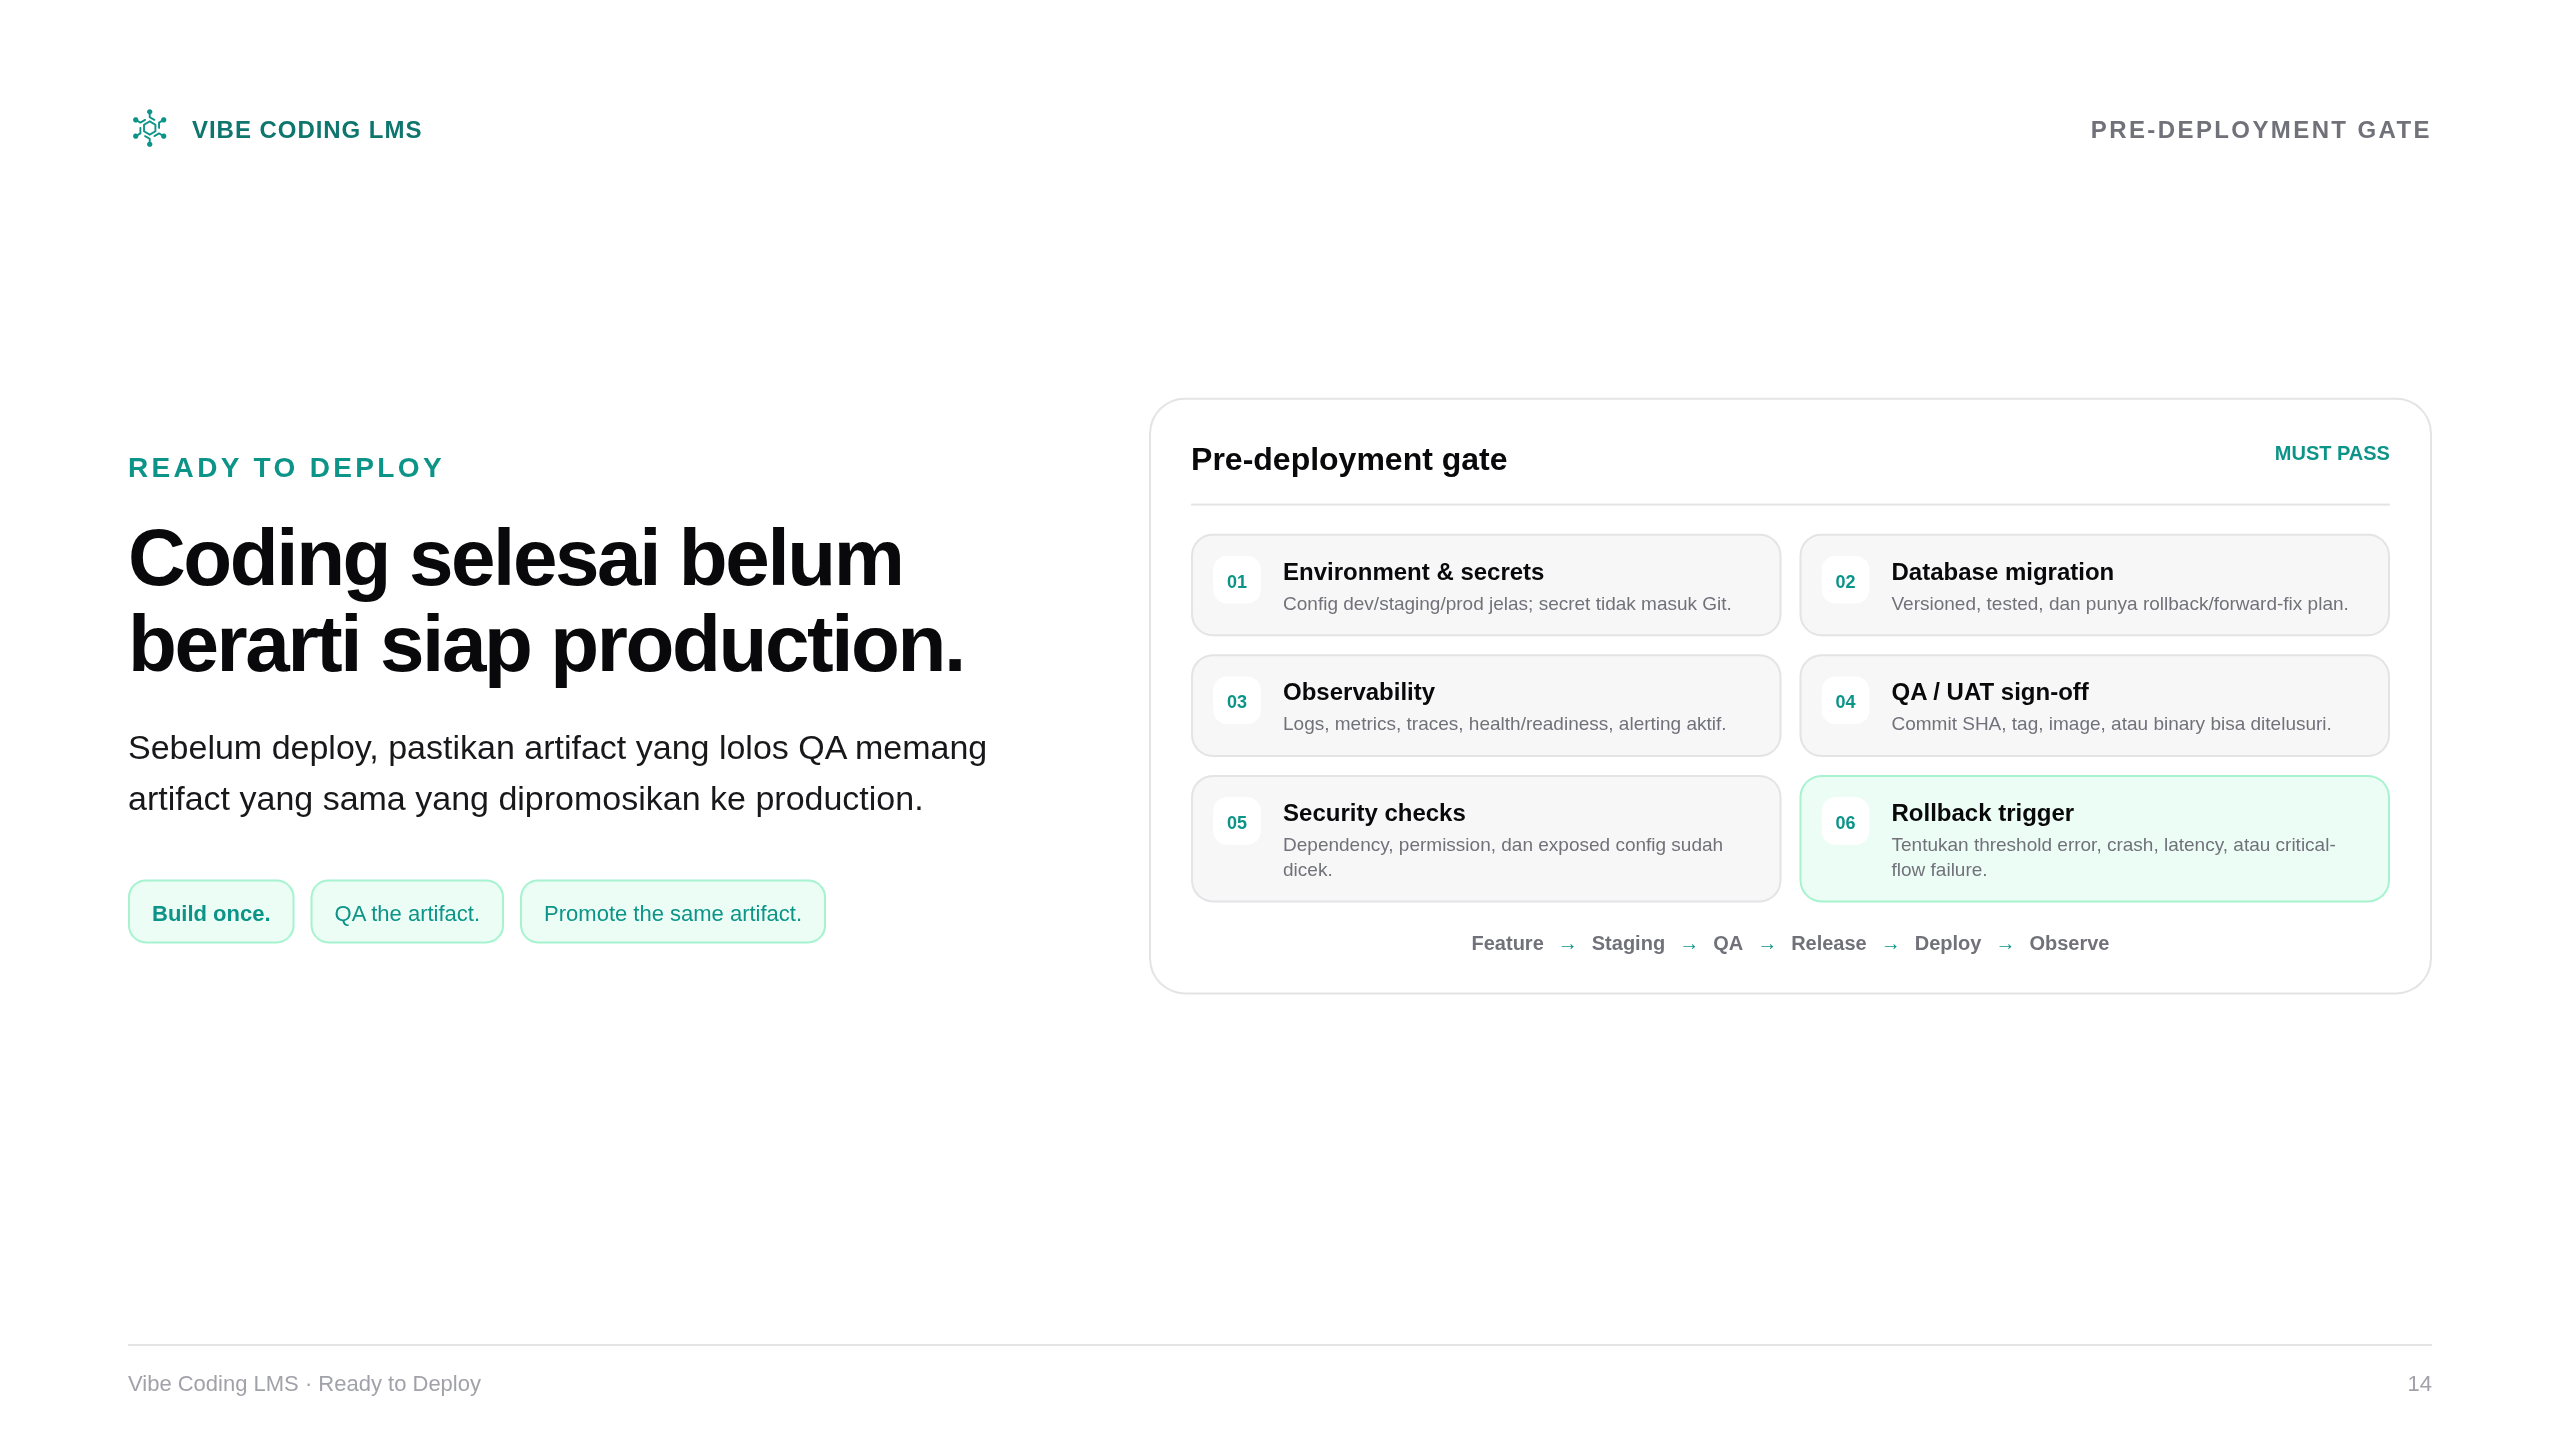 VIBE CODING LMS
PRE-DEPLOYMENT GATE
READY TO DEPLOY
Coding selesai belum
berarti siap production.
Sebelum deploy, pastikan artifact yang lolos QA memang
artifact yang sama yang dipromosikan ke production.
Build once.
QA the artifact.
Promote the same artifact.
Pre-deployment gate
MUST PASS
01
Environment & secrets
Config dev/staging/prod jelas; secret tidak masuk Git.
02
Database migration
Versioned, tested, dan punya rollback/forward-fix plan.
03
Observability
Logs, metrics, traces, health/readiness, alerting aktif.
04
QA / UAT sign-off
Commit SHA, tag, image, atau binary bisa ditelusuri.
05
Security checks
Dependency, permission, dan exposed config sudah
dicek.
06
Rollback trigger
Tentukan threshold error, crash, latency, atau critical-
flow failure.
Feature → Staging → QA → Release → Deploy → Observe
Vibe Coding LMS · Ready to Deploy
14